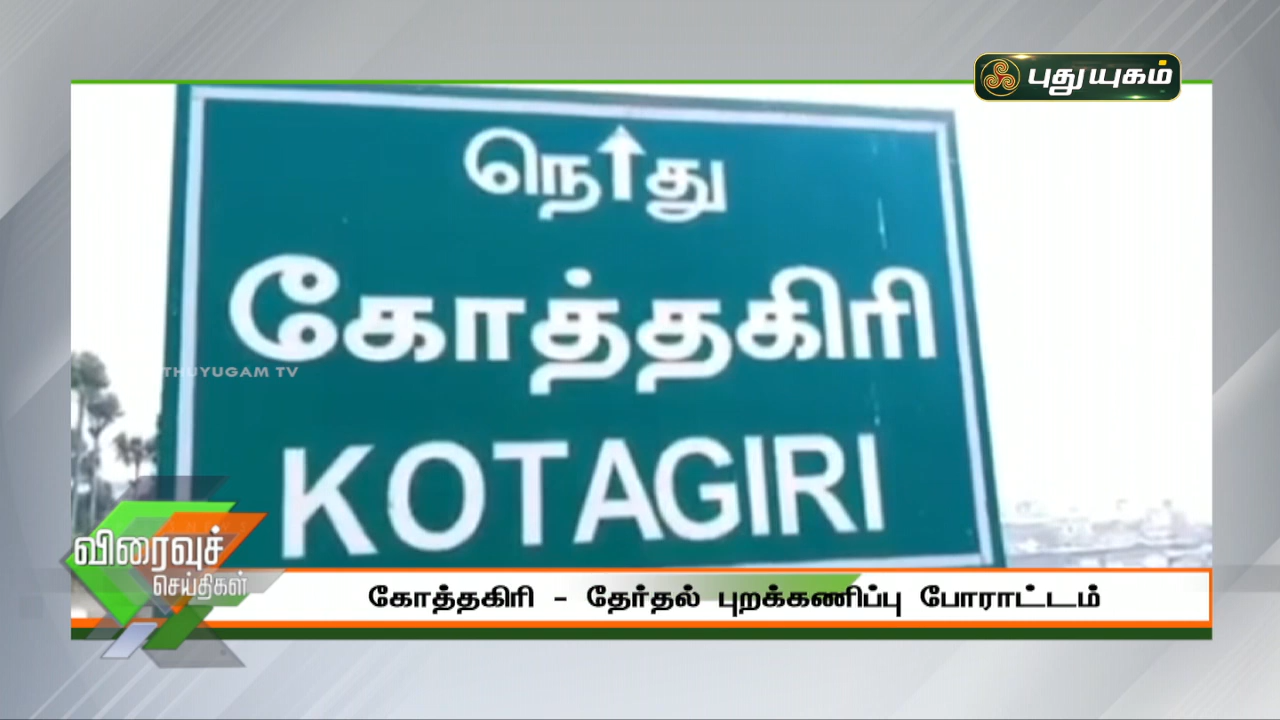 புதுயுகம்
நெ து
கோத்தகிரி
THUYUGAM TV
KOTAGIRI
விரைவுச்
செய்திகள்
கோத்தகிரி - தேர்தல் புறக்கணிப்பு போராட்டம்